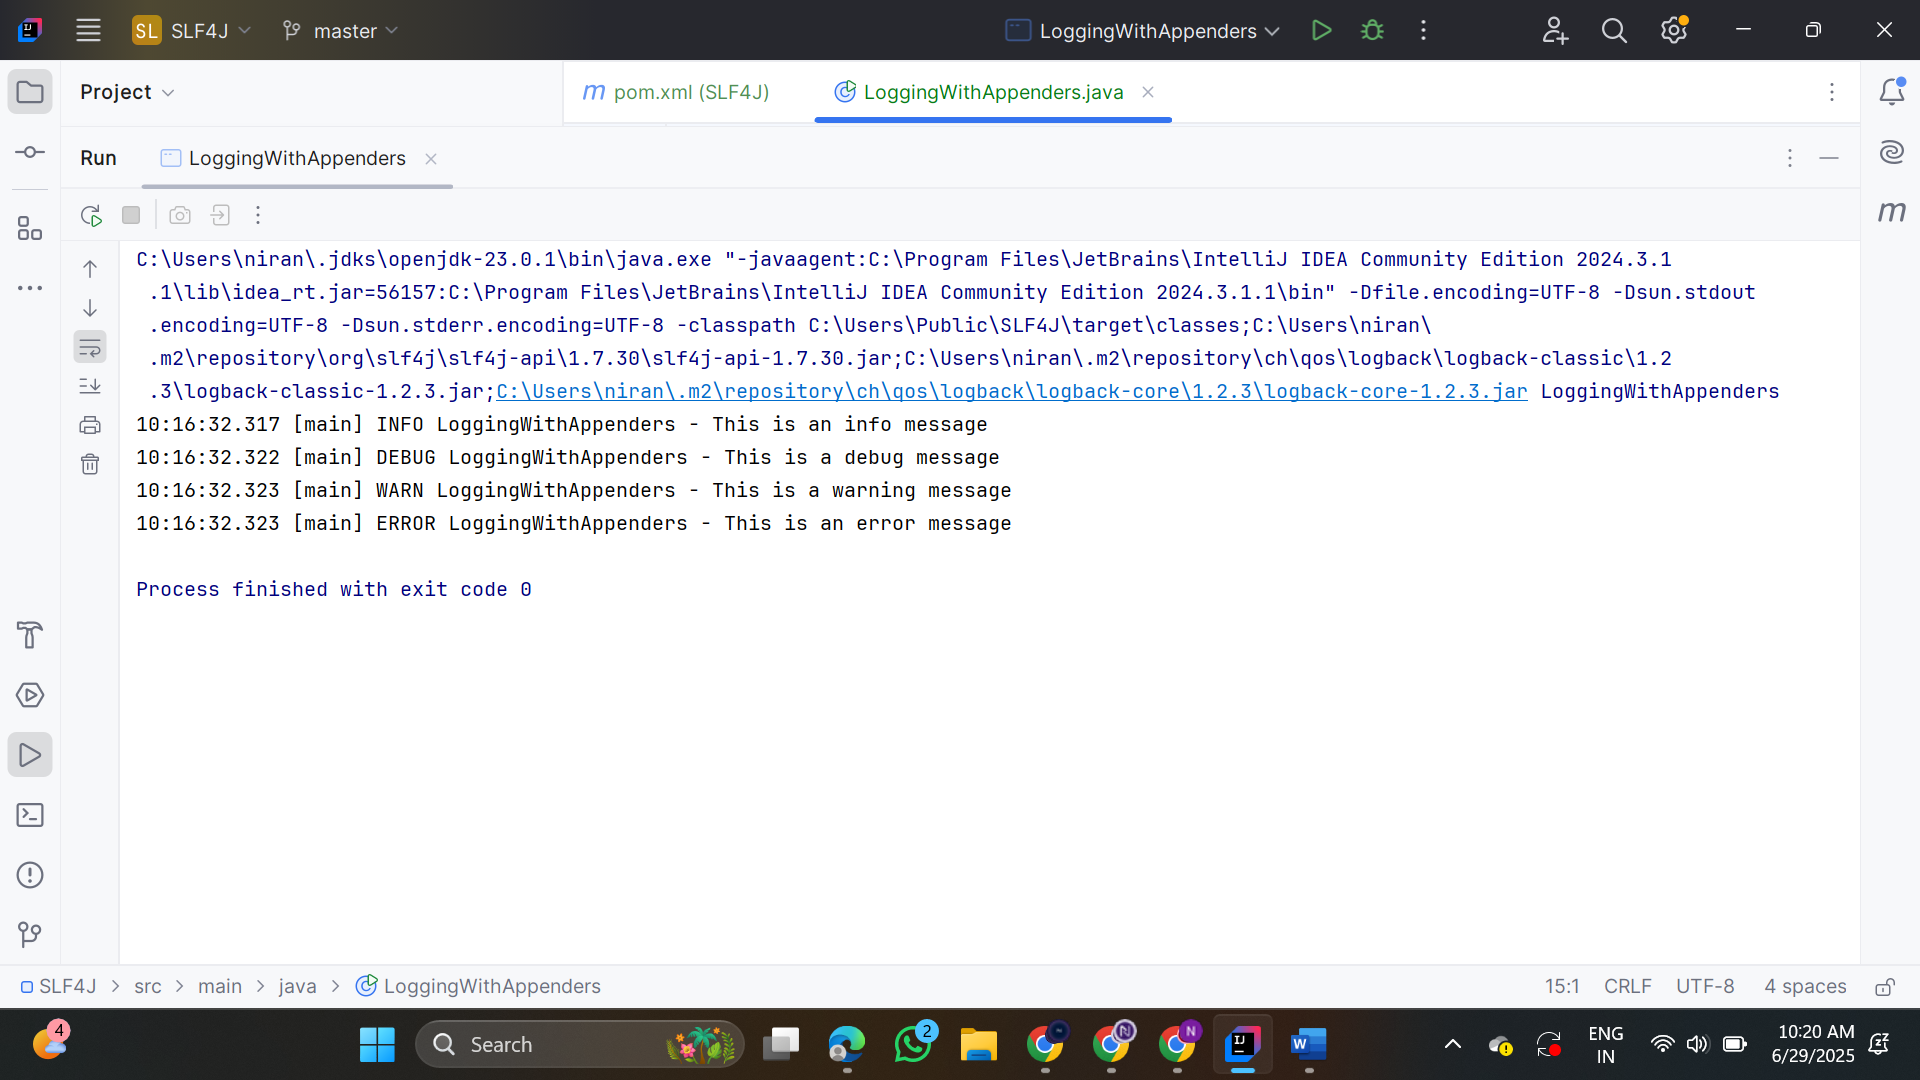 SL SLF4J master LoggingWithAppenders
Project
m pom.xml (SLF4J) LoggingWithAppenders.java
Run LoggingWithAppenders
m
C:\Users\niran\.jdks\openjdk-23.0.1\bin\java.exe "-javaagent:C:\Program Files\JetBrains\IntelliJ IDEA Community Edition 2024.3.1
.1\lib\idea_rt.jar=56157:C:\Program Files\JetBrains\IntelliJ IDEA Community Edition 2024.3.1.1\bin" -Dfile.encoding=UTF-8 -Dsun.stdout
.encoding=UTF-8 -Dsun.stderr.encoding=UTF-8 -classpath C:\Users\Public\SLF4J\target\classes;C:\Users\niran\
.m2\repository\org\slf4j\slf4j-api\1.7.30\slf4j-api-1.7.30.jar;C:\Users\niran\.m2\repository\ch\qos\logback\logback-classic\1.2
.3\logback-classic-1.2.3.jar;C:\Users\niran\.m2\repository\ch\qos\logback\logback-core\1.2.3\logback-core-1.2.3.jar LoggingWithAppenders
10:16:32.317 [main] INFO LoggingWithAppenders - This is an info message
10:16:32.322 [main] DEBUG LoggingWithAppenders - This is a debug message
10:16:32.323 [main] WARN LoggingWithAppenders - This is a warning message
10:16:32.323 [main] ERROR LoggingWithAppenders - This is an error message
Process finished with exit code 0
SLF4J > src > main > java > LoggingWithAppenders 15:1 CRLF UTF-8 4 spaces
4 Search 2 N N IJ W
ENG
IN
10:20 AM
6/29/2025